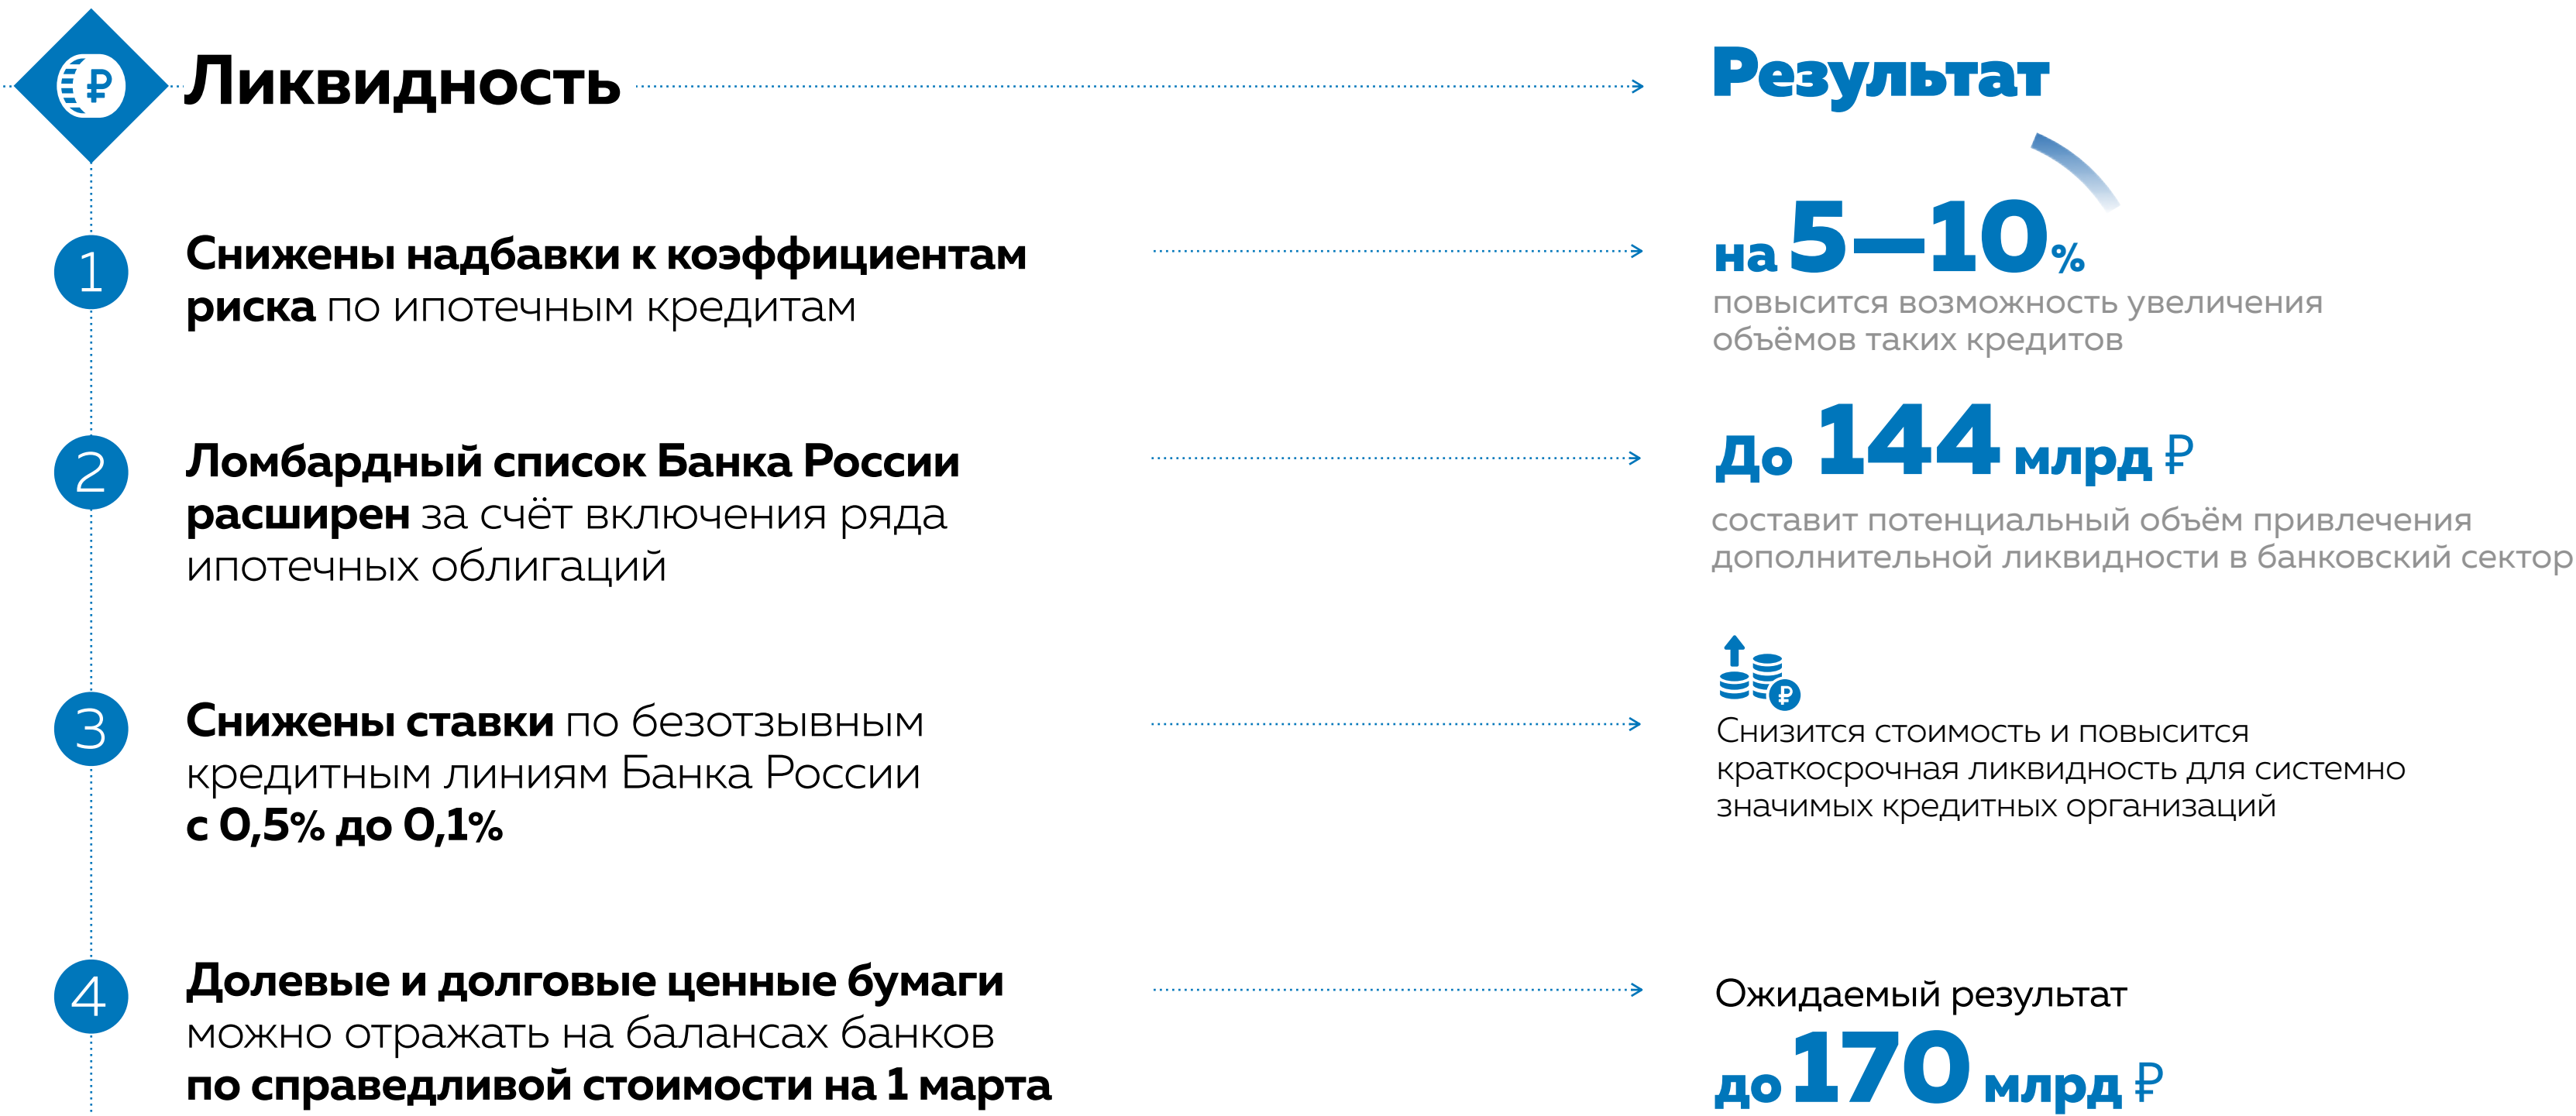 Ликвидность
Результат
1
Снижены надбавки к коэффициентам
риска по ипотечным кредитам
на 5—10%
повысится возможность увеличения
объёмов таких кредитов
2
Ломбардный список Банка России
расширен за счёт включения ряда
ипотечных облигаций
До 144 млрд ₽
составит потенциальный объём привлечения
дополнительной ликвидности в банковский сектор
3
Снижены ставки по безотзывным
кредитным линиям Банка России
с 0,5% до 0,1%
Снизится стоимость и повысится
краткосрочная ликвидность для системно
значимых кредитных организаций
4
Долевые и долговые ценные бумаги
можно отражать на балансах банков
по справедливой стоимости на 1 марта
Ожидаемый результат
до 170 млрд ₽